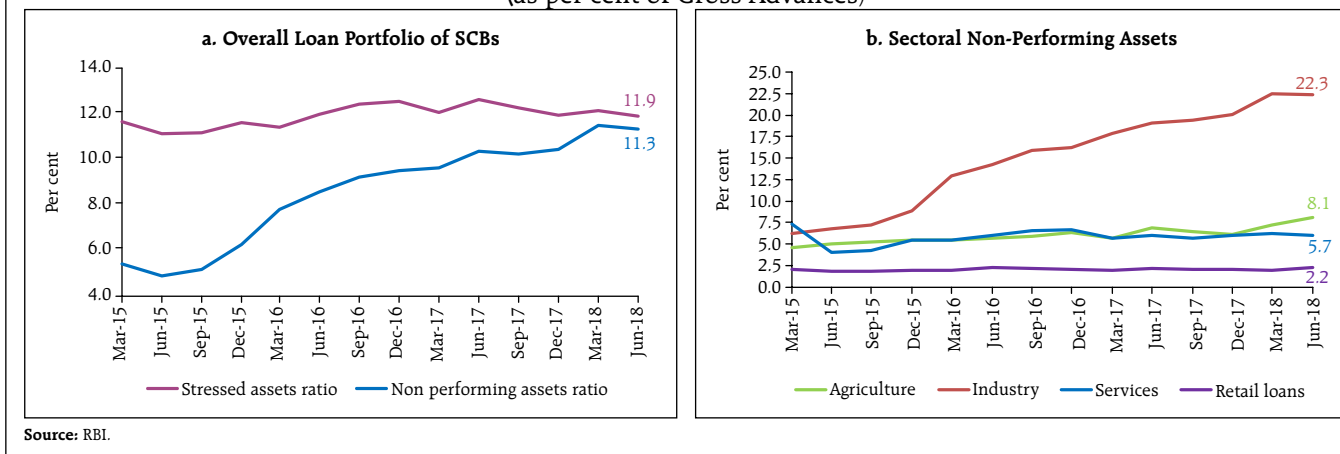 (as per cent of Gross Advances)
a. Overall Loan Portfolio of SCBs
14.0
12.0
10.0
8.0
6.0
4.0
Per cent
11.9
11.3
Mar-15
Jun-15
Sep-15
Dec-15
Mar-16
Jun-16
Sep-16
Dec-16
Mar-17
Jun-17
Sep-17
Dec-17
Mar-18
Jun-18
Stressed assets ratio
Non performing assets ratio
b. Sectoral Non-Performing Assets
25.0
22.5
20.0
17.5
15.0
12.5
10.0
7.5
5.0
2.5
0.0
Per cent
22.3
8.1
5.7
2.2
Mar-15
Jun-15
Sep-15
Dec-15
Mar-16
Jun-16
Sep-16
Dec-16
Mar-17
Jun-17
Sep-17
Dec-17
Mar-18
Jun-18
Agriculture
Industry
Services
Retail loans
Source: RBI.